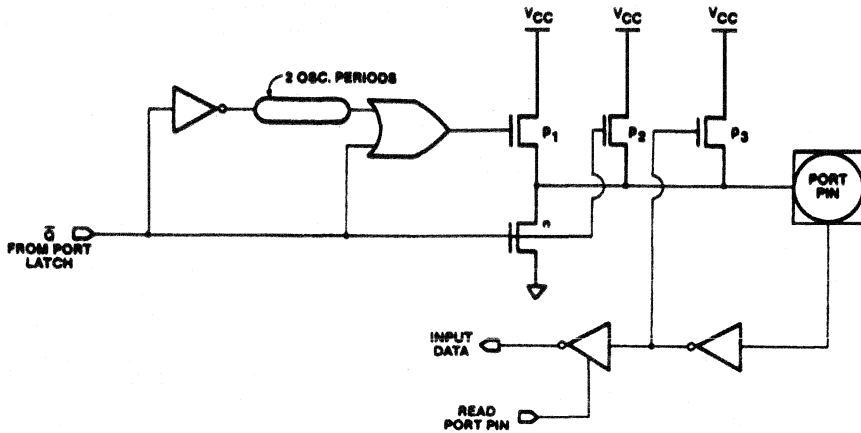 VCC
VCC
VCC
2 OSC. PERIODS
P1
P2
P3
PORT
PIN
n
Q̅
FROM PORT
LATCH
INPUT
DATA
READ
PORT PIN